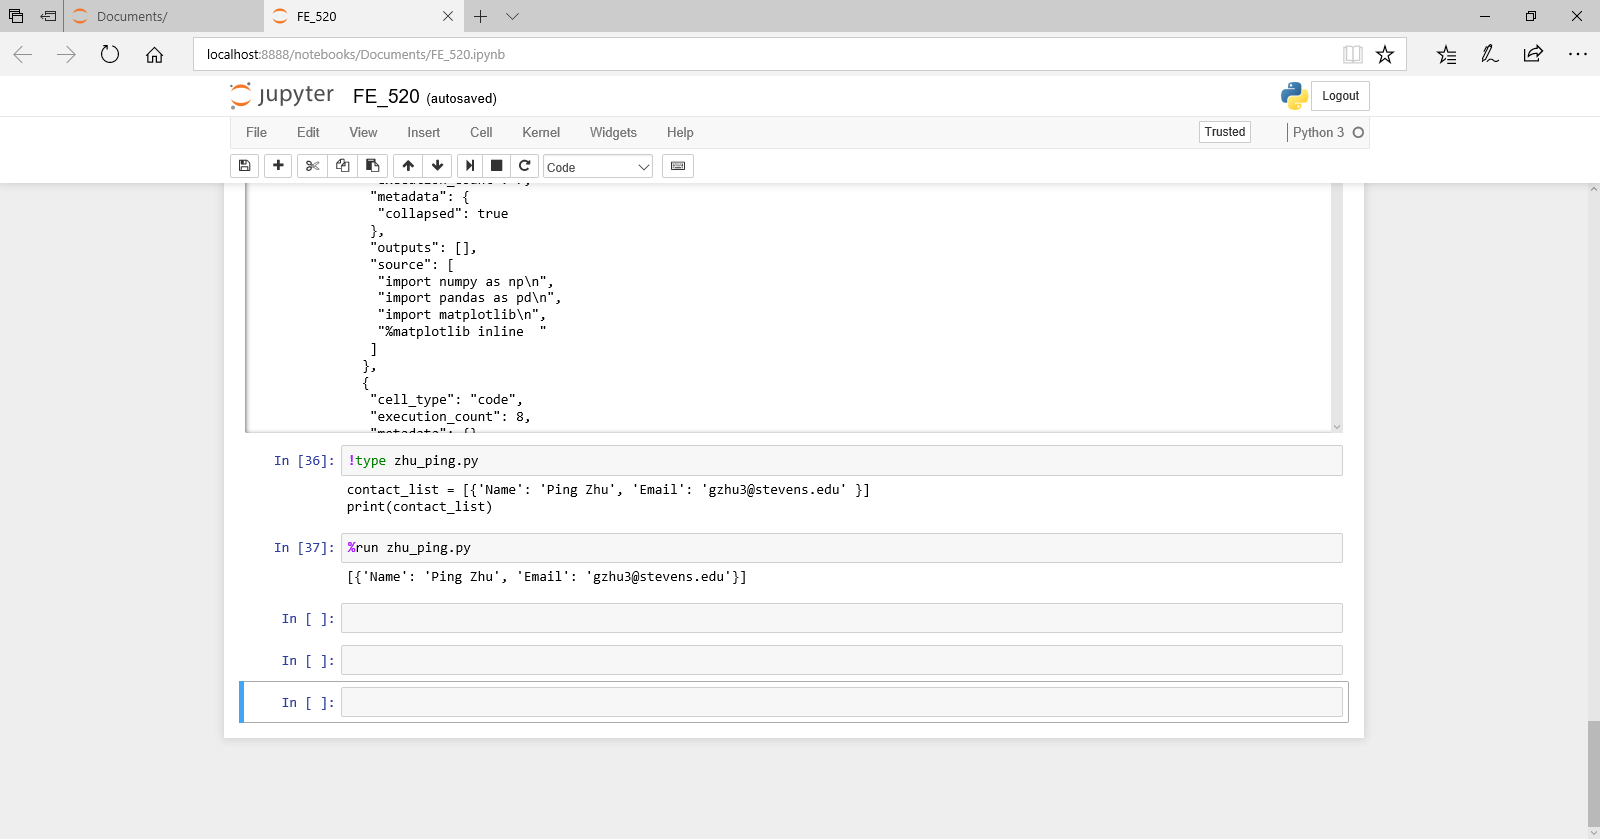 Documents/
FE_520
localhost:8888/notebooks/Documents/FE_520.ipynb
jupyter FE_520 (autosaved)
Logout
File Edit View Insert Cell Kernel Widgets Help
Trusted
Python 3
Code
"metadata": {
"collapsed": true
},
"outputs": [],
"source": [
"import numpy as np\n",
"import pandas as pd\n",
"import matplotlib\n",
"%matplotlib inline  "
]
},
{
"cell_type": "code",
"execution_count": 8,
"metadata": {}
In [36]: !type zhu_ping.py
contact_list = [{'Name': 'Ping Zhu', 'Email': 'gzhu3@stevens.edu' }]
print(contact_list)
In [37]: %run zhu_ping.py
[{'Name': 'Ping Zhu', 'Email': 'gzhu3@stevens.edu'}]
In [ ]:
In [ ]:
In [ ]: